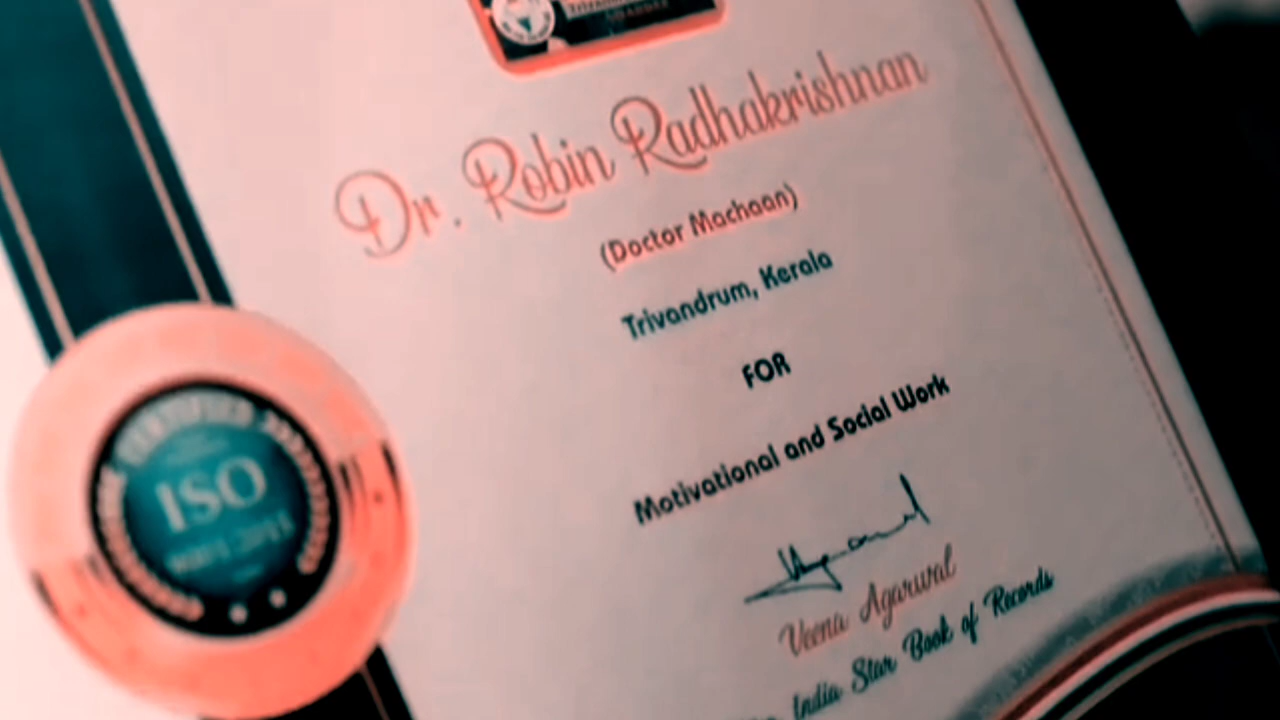 Dr. Robin Radhakrishnan
(Doctor Machaan)
Trivandrum, Kerala
FOR
Motivational and Social Work
Veena Agarwal
India Star Book of Records
CERTIFIED
ISO